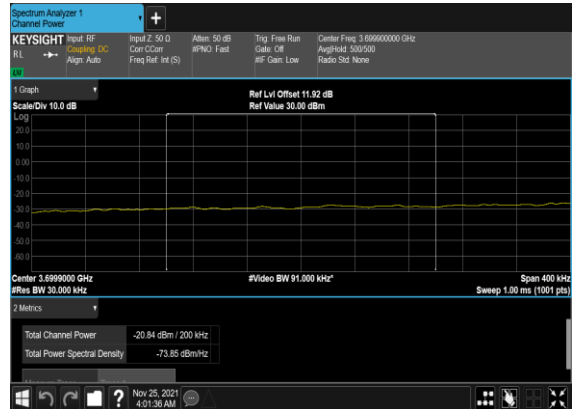 Spectrum Analyzer 1
Channel Power
KEYSIGHT
RL
Input: RF
Coupling: DC
Align: Auto
Input Z: 50 Ω
Corr CCorr
Freq Ref: Int (S)
Atten: 50 dB
#PNO: Fast
Trig: Free Run
Gate: Off
#IF Gain: Low
Center Freq: 3.699900000 GHz
Avg|Hold: 500/500
Radio Std: None
1 Graph
Scale/Div 10.0 dB
Ref Lvl Offset 11.92 dB
Ref Value 30.00 dBm
Log
20.0
10.0
0.00
-10.0
-20.0
-30.0
-40.0
-50.0
-60.0
Center 3.6999000 GHz
#Video BW 91.000 kHz*
Span 400 kHz
#Res BW 30.000 kHz
Sweep 1.00 ms (1001 pts)
2 Metrics
Total Channel Power -20.84 dBm / 200 kHz
Total Power Spectral Density -73.85 dBm/Hz
Nov 25, 2021
4:01:36 AM